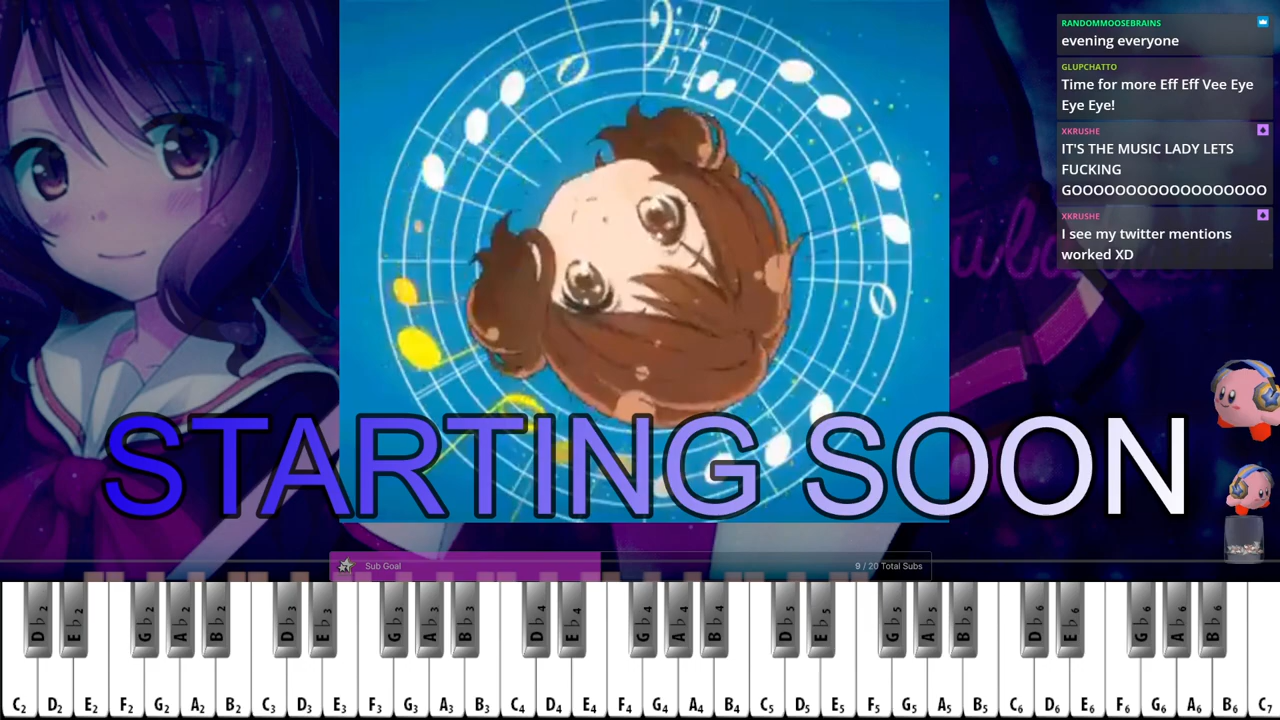 RANDOMMOOSEBRAINS
evening everyone
GLUPCHATTO
Time for more Eff Eff Vee Eye
Eye Eye!
XKRUSHE
IT'S THE MUSIC LADY LETS
FUCKING
GOOOOOOOOOOOOOOOOOO
XKRUSHE
I see my twitter mentions
worked XD
STARTING SOON
Sub Goal
9 / 20 Total Subs
D♭2 E♭2 G♭2 A♭2 B♭2 D♭3 E♭3 G♭3 A♭3 B♭3 D♭4 E♭4 G♭4 A♭4 B♭4 D♭5 E♭5 G♭5 A♭5 B♭5 D♭6 E♭6 G♭6 A♭6 B♭6
C2 D2 E2 F2 G2 A2 B2 C3 D3 E3 F3 G3 A3 B3 C4 D4 E4 F4 G4 A4 B4 C5 D5 E5 F5 G5 A5 B5 C6 D6 E6 F6 G6 A6 B6 C7